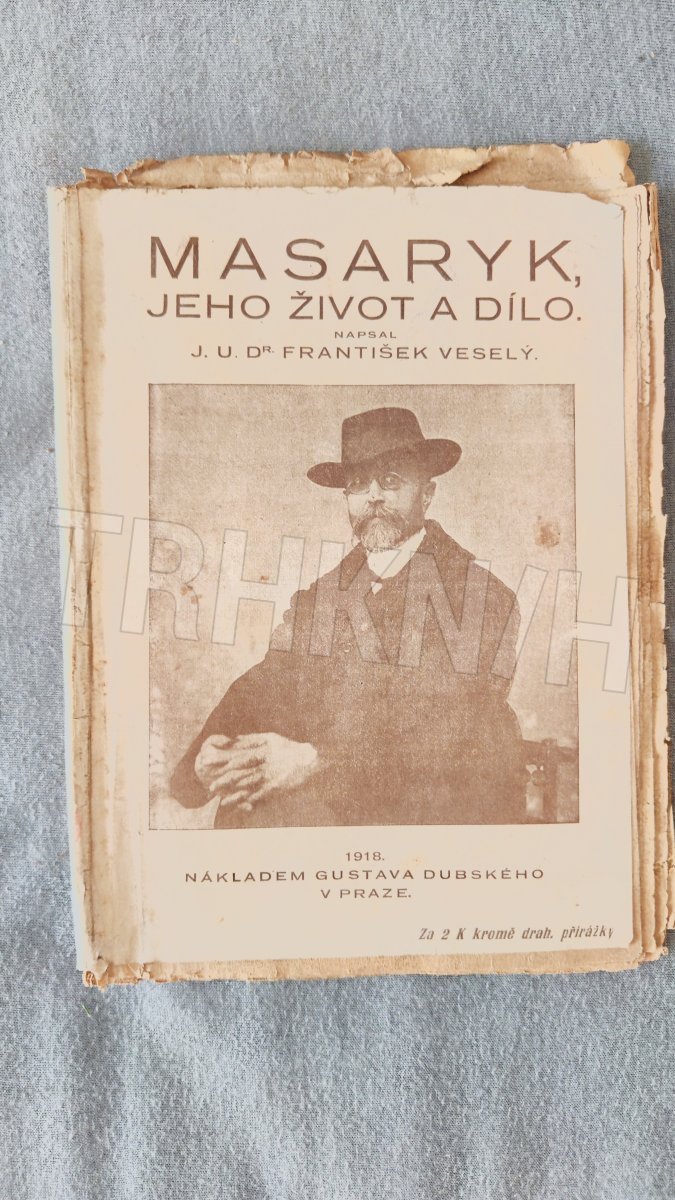 MASARYK,
JEHO ŽIVOT A DÍLO.
NAPSAL
J. U. DR. FRANTIŠEK VESELÝ.
TRHKNIH
1918.
NÁKLADEM GUSTAVA DUBSKÉHO
V PRAZE.
Za 2 K kromě drah. přirážky